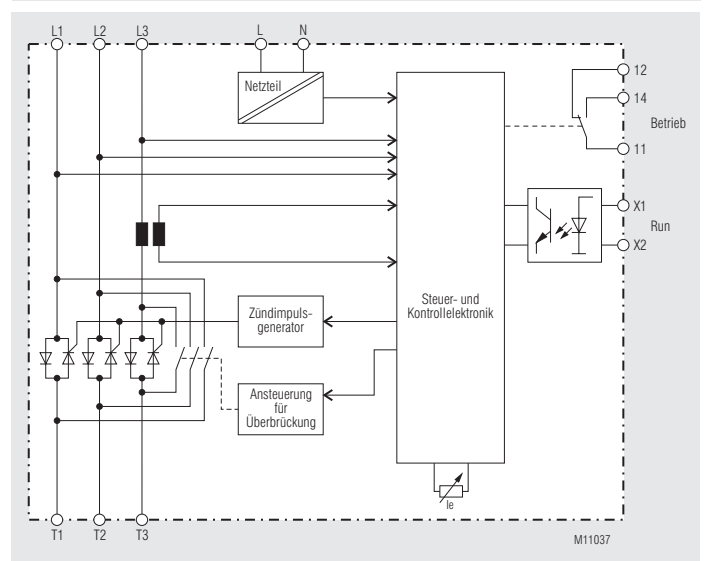 L1 L2 L3 L N
Netzteil
12
14
Betrieb
11
X1
Run
X2
Steuer- und
Kontrollelektronik
Zündimpuls-
generator
Ansteuerung
für
Überbrückung
Ie
T1 T2 T3
M11037